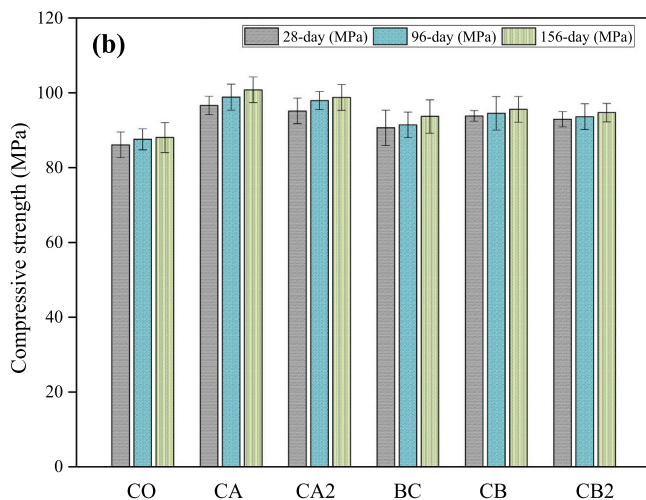 (b)
28-day (MPa) 96-day (MPa) 156-day (MPa)
Compressive strength (MPa)
120
100
80
60
40
20
0
CO CA CA2 BC CB CB2